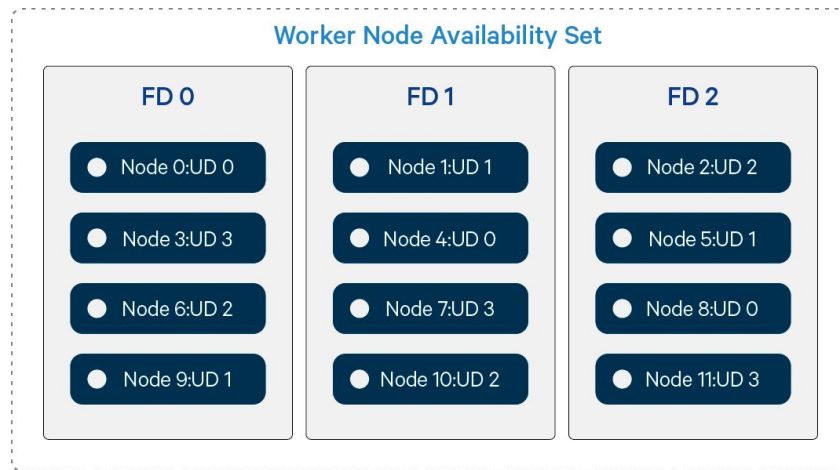 Worker Node Availability Set
FD 0
Node 0:UD 0
Node 3:UD 3
Node 6:UD 2
Node 9:UD 1
FD 1
Node 1:UD 1
Node 4:UD 0
Node 7:UD 3
Node 10:UD 2
FD 2
Node 2:UD 2
Node 5:UD 1
Node 8:UD 0
Node 11:UD 3